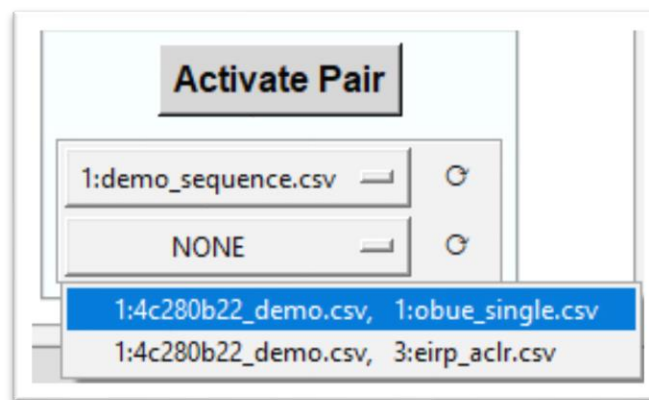 Activate Pair
1:demo_sequence.csv
NONE
1:4c280b22_demo.csv, 1:obue_single.csv
1:4c280b22_demo.csv, 3:eirp_aclr.csv